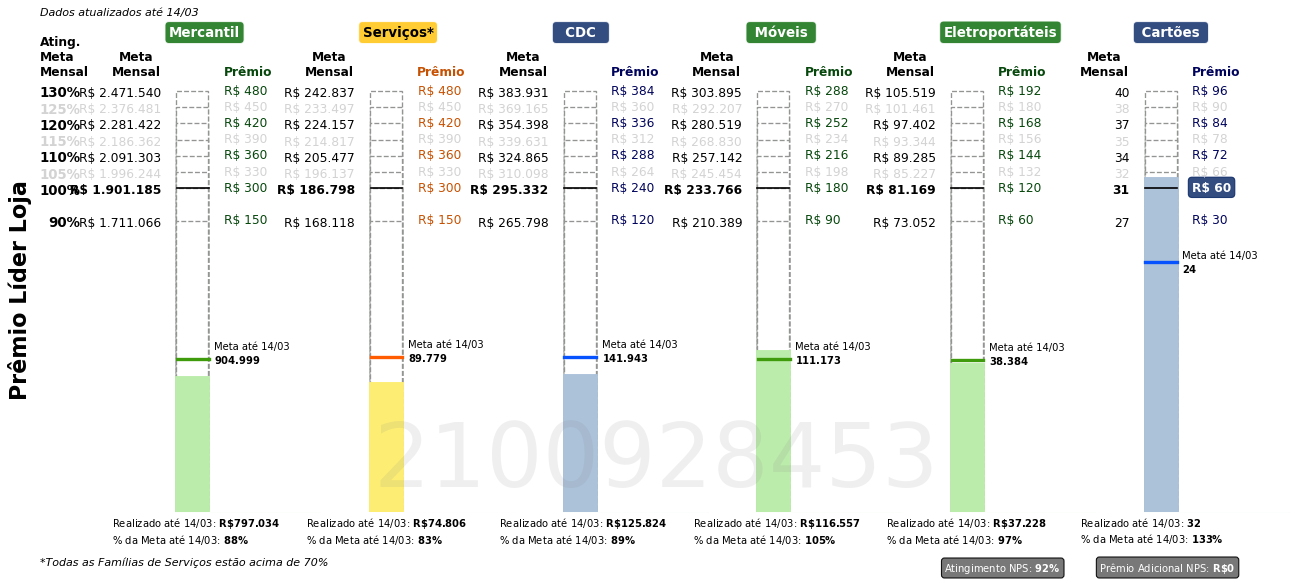 Dados atualizados até 14/03
Mercantil Serviços* CDC Móveis Eletroportáteis Cartões
Ating. Meta Mensal
Meta Mensal Prêmio Meta Mensal Prêmio Meta Mensal Prêmio Meta Mensal Prêmio Meta Mensal Prêmio Meta Mensal Prêmio
130% R$ 2.471.540 R$ 480 R$ 242.837 R$ 480 R$ 383.931 R$ 384 R$ 303.895 R$ 288 R$ 105.519 R$ 192 40 R$ 96
125% R$ 2.376.481 R$ 450 R$ 233.497 R$ 450 R$ 369.165 R$ 360 R$ 292.207 R$ 270 R$ 101.461 R$ 180 38 R$ 90
120% R$ 2.281.422 R$ 420 R$ 224.157 R$ 420 R$ 354.398 R$ 336 R$ 280.519 R$ 252 R$ 97.402 R$ 168 37 R$ 84
115% R$ 2.186.362 R$ 390 R$ 214.817 R$ 390 R$ 339.631 R$ 312 R$ 268.830 R$ 234 R$ 93.344 R$ 156 35 R$ 78
110% R$ 2.091.303 R$ 360 R$ 205.477 R$ 360 R$ 324.865 R$ 288 R$ 257.142 R$ 216 R$ 89.285 R$ 144 34 R$ 72
105% R$ 1.996.244 R$ 330 R$ 196.137 R$ 330 R$ 310.098 R$ 264 R$ 245.454 R$ 198 R$ 85.227 R$ 132 32 R$ 66
100% R$ 1.901.185 R$ 300 R$ 186.798 R$ 300 R$ 295.332 R$ 240 R$ 233.766 R$ 180 R$ 81.169 R$ 120 31 R$ 60
90% R$ 1.711.066 R$ 150 R$ 168.118 R$ 150 R$ 265.798 R$ 120 R$ 210.389 R$ 90 R$ 73.052 R$ 60 27 R$ 30
Prêmio Líder Loja
Meta até 14/03
24
Meta até 14/03 Meta até 14/03 Meta até 14/03 Meta até 14/03 Meta até 14/03
904.999 89.779 141.943 111.173 38.384
2100928453
Realizado até 14/03: R$797.034 Realizado até 14/03: R$74.806 Realizado até 14/03: R$125.824 Realizado até 14/03: R$116.557 Realizado até 14/03: R$37.228 Realizado até 14/03: 32
% da Meta até 14/03: 88% % da Meta até 14/03: 83% % da Meta até 14/03: 89% % da Meta até 14/03: 105% % da Meta até 14/03: 97% % da Meta até 14/03: 133%
*Todas as Famílias de Serviços estão acima de 70%
Atingimento NPS: 92% Prêmio Adicional NPS: R$0